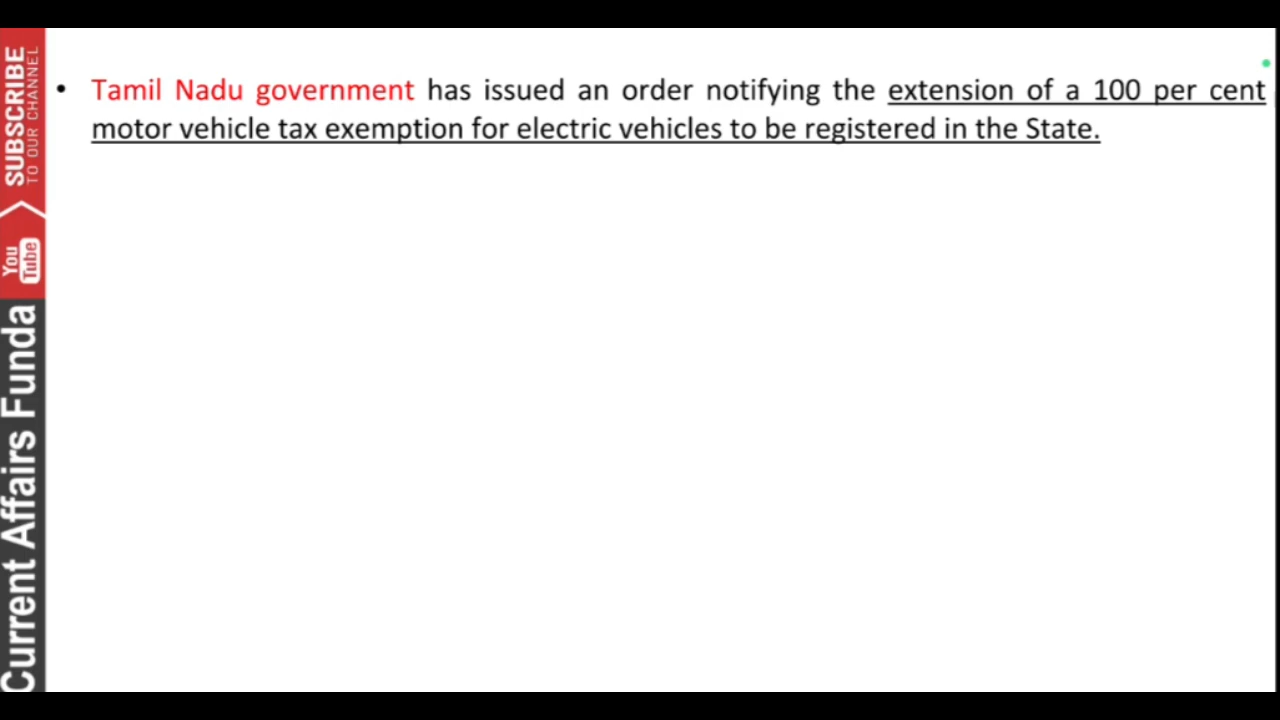 • Tamil Nadu government has issued an order notifying the extension of a 100 per cent
motor vehicle tax exemption for electric vehicles to be registered in the State.
SUBSCRIBE
TO OUR CHANNEL
You
Tube
Current Affairs Funda